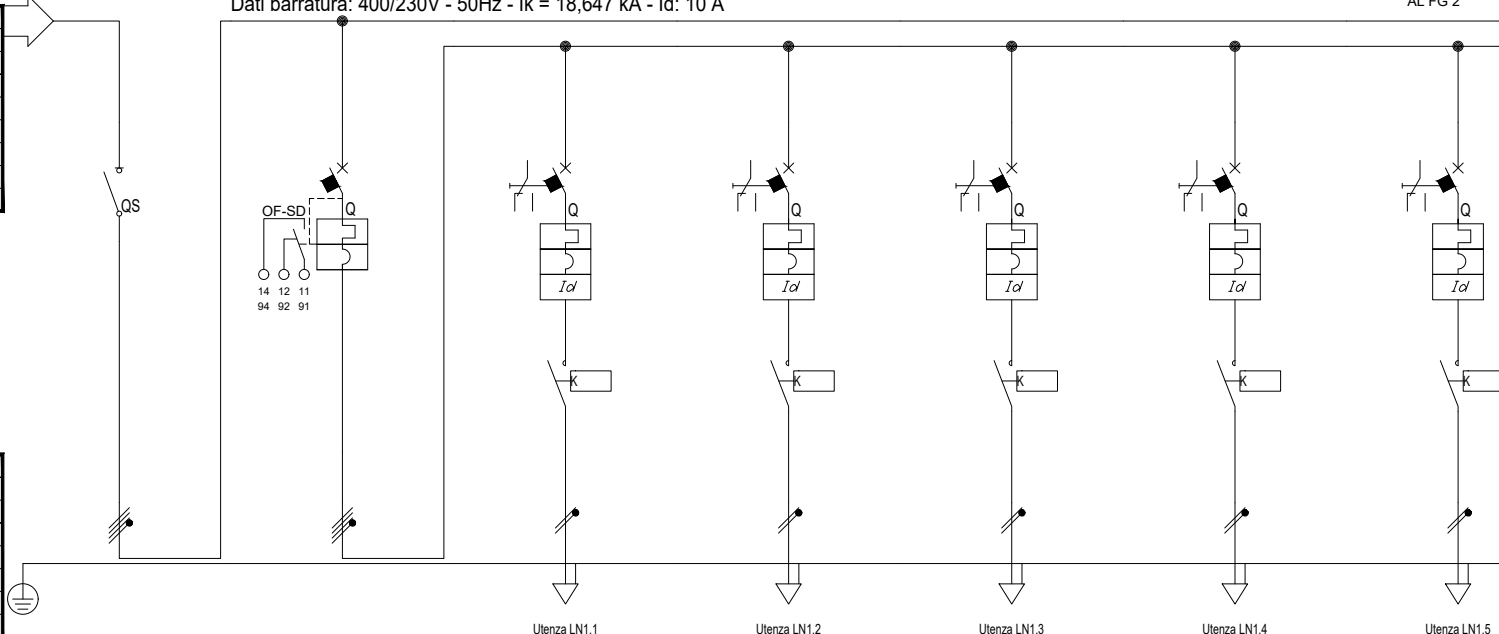 Dati barratura: 400/230V - 50Hz - Ik = 18,647 kA - Id: 10 A
AL FG 2
QS
OF-SD Q
14 12 11
94 92 91
Q Q Q Q Q
Id Id Id Id Id
K K K K K
Utenza LN1.1 Utenza LN1.2 Utenza LN1.3 Utenza LN1.4 Utenza LN1.5